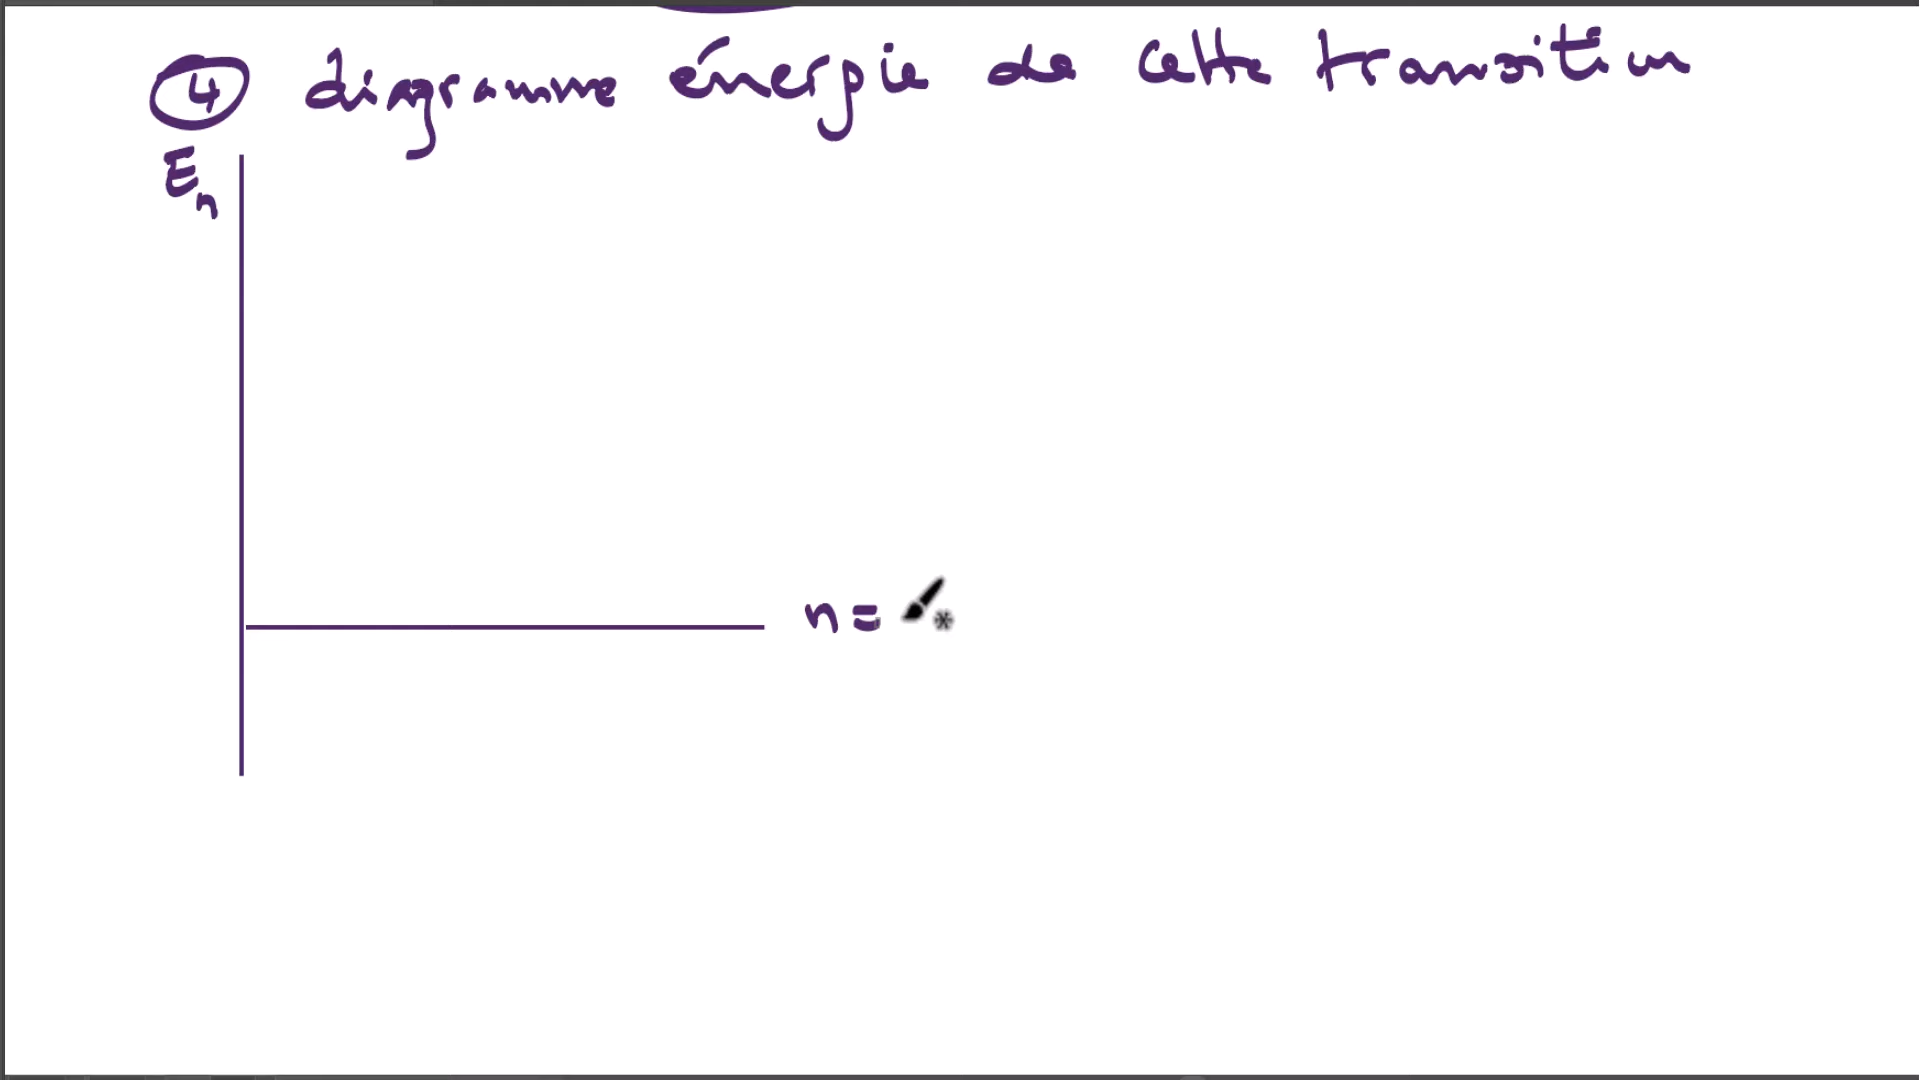 4 diagramme énergie de cette transition
En
n=